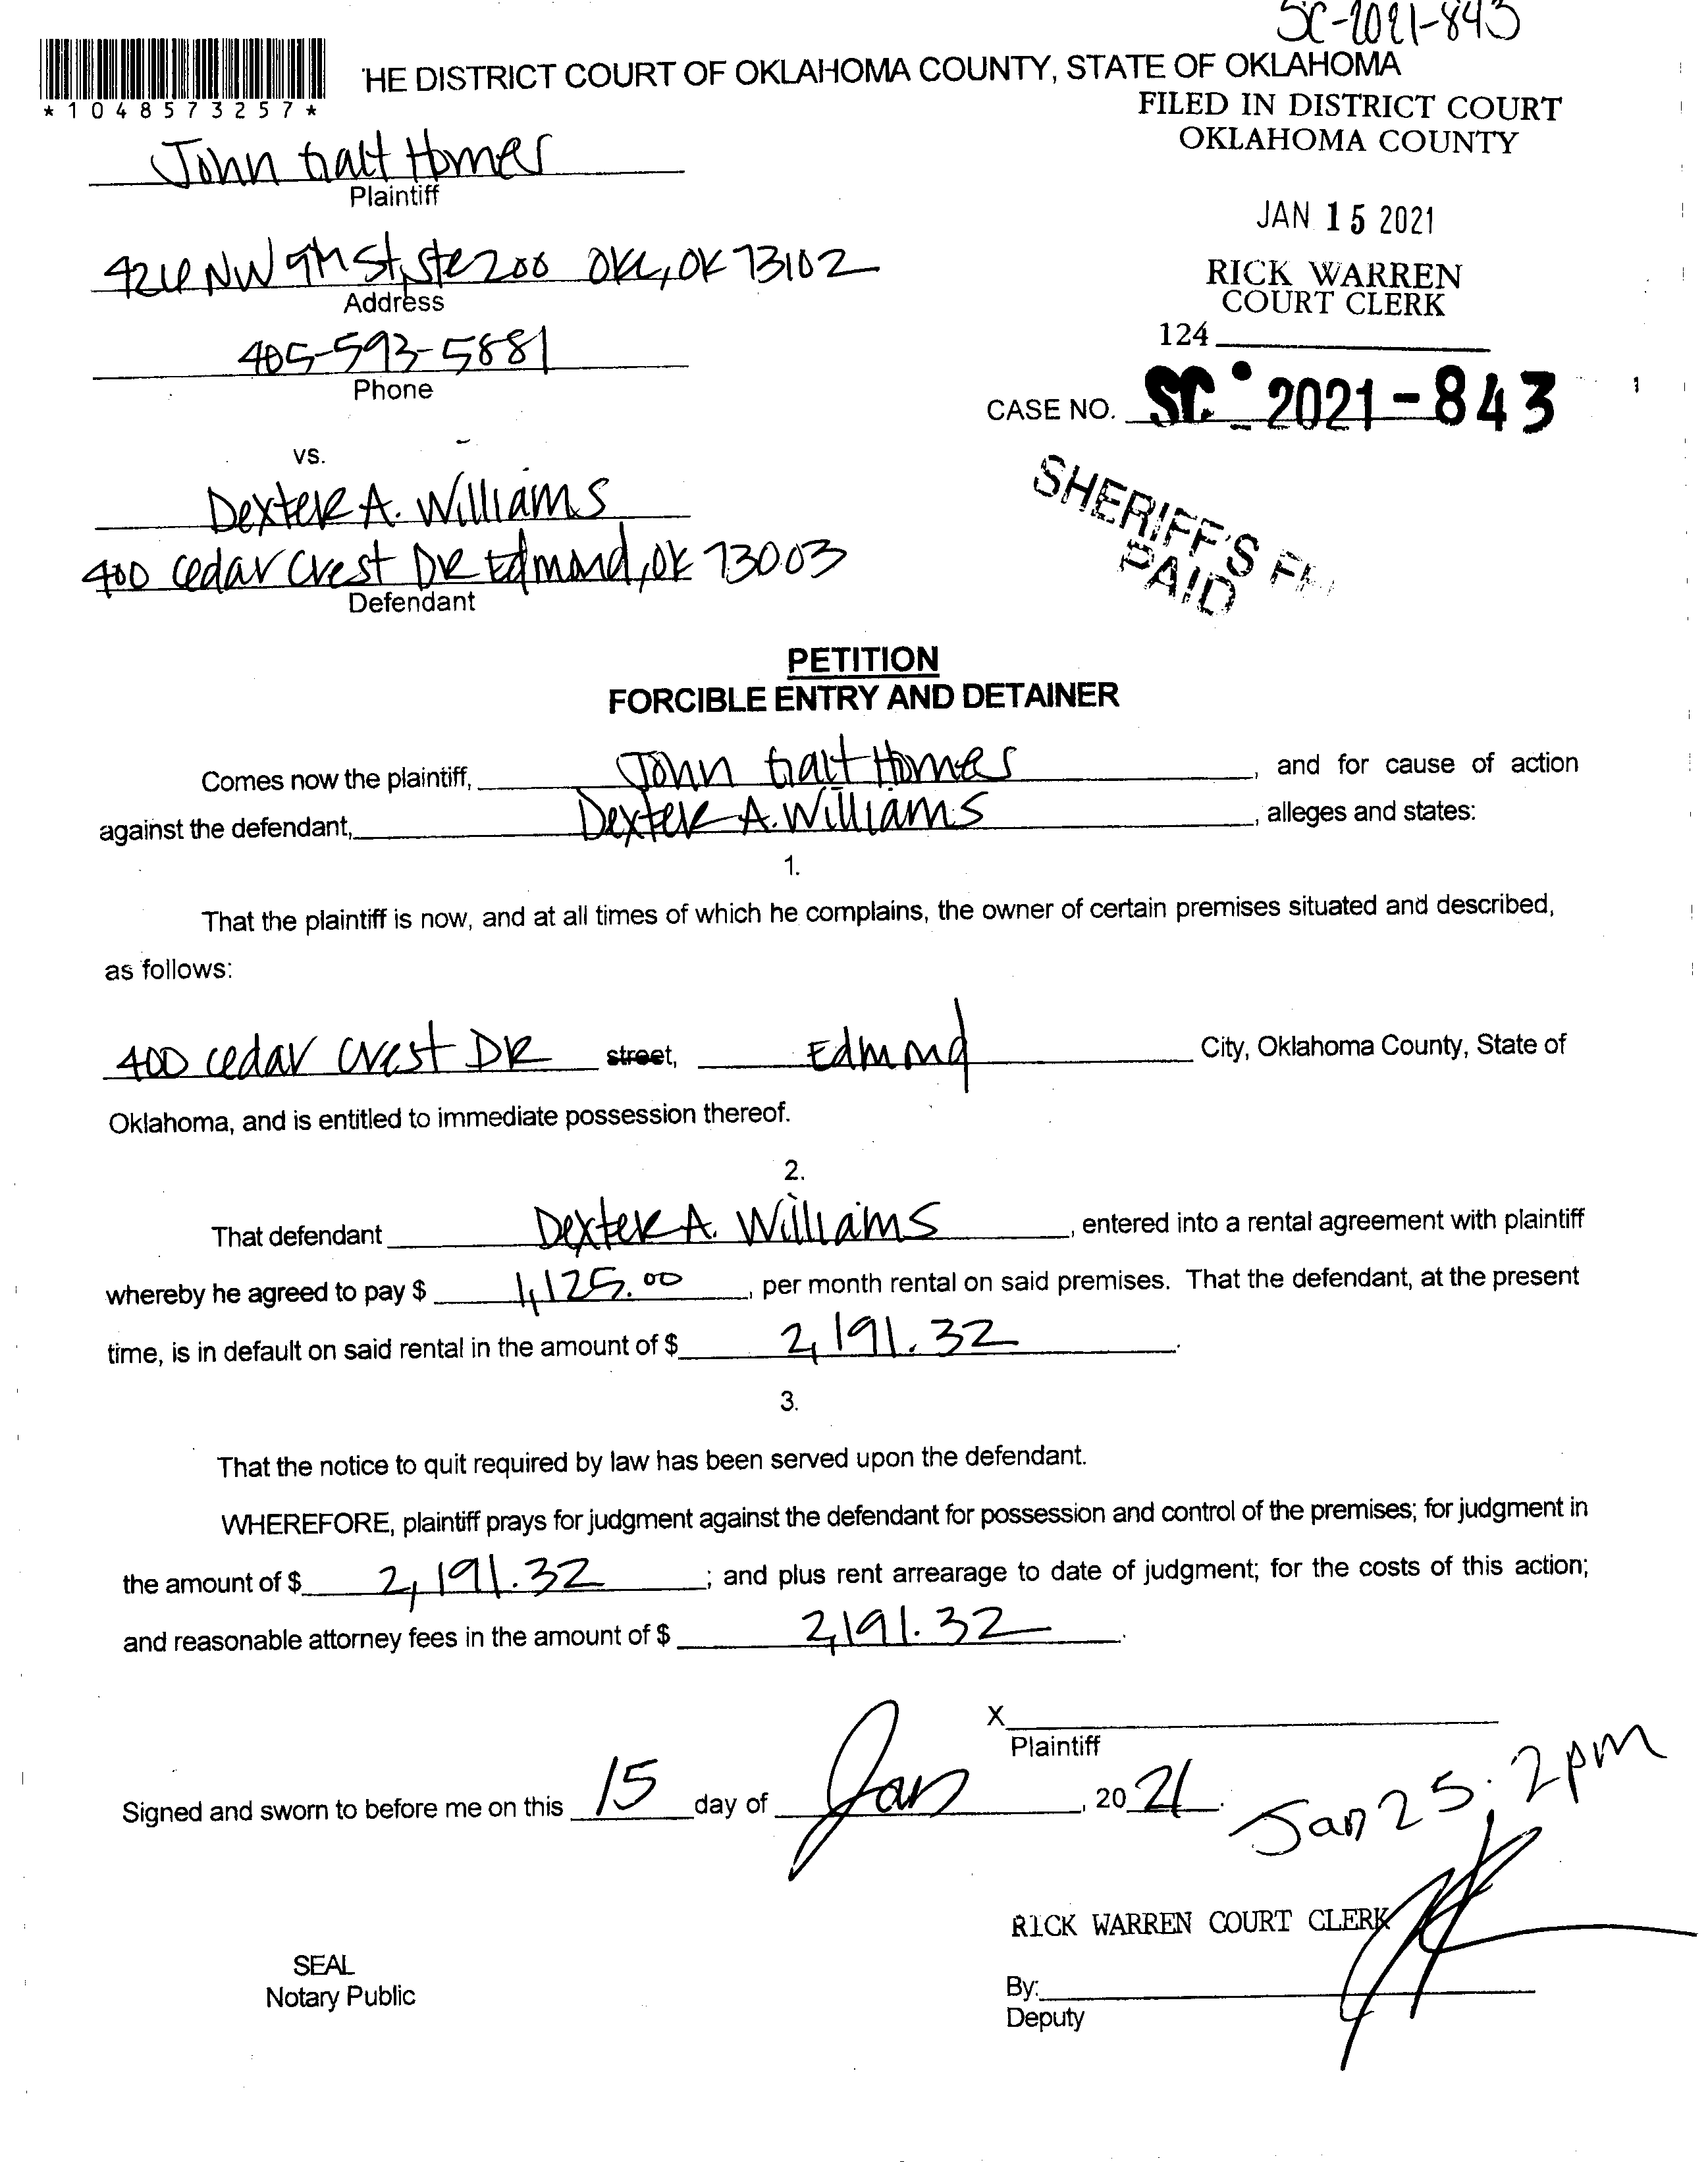 SC-2021-843
HE DISTRICT COURT OF OKLAHOMA COUNTY, STATE OF OKLAHOMA
*1048573257*
FILED IN DISTRICT COURT
OKLAHOMA COUNTY
John Galt Homes
Plaintiff
JAN 15 2021
426 NW 9th St, Ste 200 OKC, OK 73102
Address
RICK WARREN
COURT CLERK
405-593-5881
Phone
124
CASE NO. SC - 2021-843
vs.
Dexter A. Williams
400 Cedar Crest DR Edmond, OK 73003
Defendant
SHERIFF'S
PAID
PETITION
FORCIBLE ENTRY AND DETAINER
Comes now the plaintiff, John Galt Homes, and for cause of action
against the defendant, Dexter A. Williams, alleges and states:
1.
That the plaintiff is now, and at all times of which he complains, the owner of certain premises situated and described,
as follows:
400 Cedar Crest DR street, Edmond City, Oklahoma County, State of
Oklahoma, and is entitled to immediate possession thereof.
2.
That defendant Dexter A. Williams, entered into a rental agreement with plaintiff
whereby he agreed to pay $ 1,125.00, per month rental on said premises. That the defendant, at the present
time, is in default on said rental in the amount of $ 2,191.32.
3.
That the notice to quit required by law has been served upon the defendant.
WHEREFORE, plaintiff prays for judgment against the defendant for possession and control of the premises; for judgment in
the amount of $ 2,191.32; and plus rent arrearage to date of judgment; for the costs of this action;
and reasonable attorney fees in the amount of $ 2,191.32.
X
Plaintiff
Signed and sworn to before me on this 15 day of Jan, 2021.
Jan 25, 2pm
RICK WARREN COURT CLERK
SEAL
Notary Public
By:
Deputy